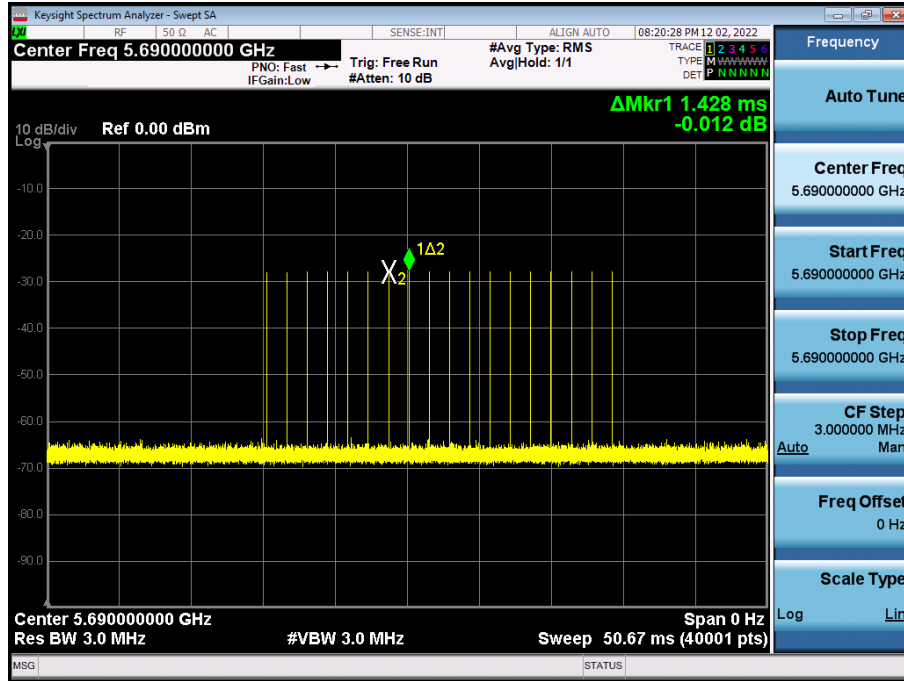 Keysight Spectrum Analyzer - Swept SA
LXI RF 50 Ω AC SENSE:INT ALIGN AUTO 08:20:28 PM 12 02, 2022
Center Freq 5.690000000 GHz
PNO: Fast
IFGain:Low
Trig: Free Run
#Atten: 10 dB
#Avg Type: RMS
Avg|Hold: 1/1
TRACE 1 2 3 4 5 6
TYPE M W W W W W
DET P N N N N N
ΔMkr1 1.428 ms
-0.012 dB
10 dB/div Ref 0.00 dBm
Log
-10.0
-20.0
1Δ2
X2
-30.0
-40.0
-50.0
-60.0
-70.0
-80.0
-90.0
Center 5.690000000 GHz Span 0 Hz
Res BW 3.0 MHz #VBW 3.0 MHz Sweep 50.67 ms (40001 pts)
MSG STATUS
Frequency
Auto Tune
Center Freq
5.690000000 GHz
Start Freq
5.690000000 GHz
Stop Freq
5.690000000 GHz
CF Step
3.000000 MHz
Auto Man
Freq Offset
0 Hz
Scale Type
Log Lin